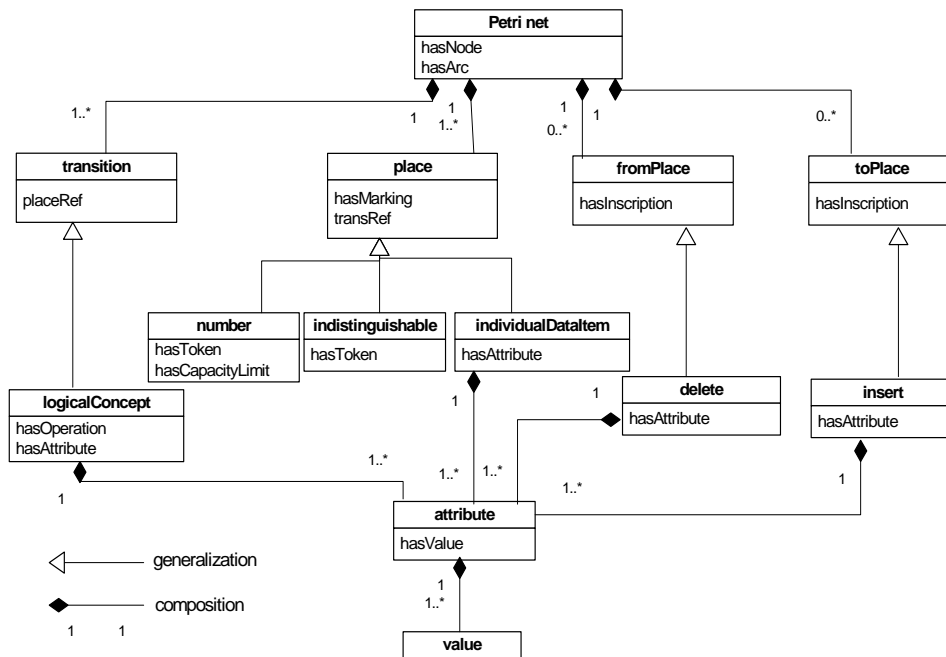 Petri net
hasNode
hasArc
1..*
1
1
1..*
1
1
0..*
0..*
transition
placeRef
place
hasMarking
transRef
fromPlace
hasInscription
toPlace
hasInscription
number
hasToken
hasCapacityLimit
indistinguishable
hasToken
individualDataItem
hasAttribute
logicalConcept
hasOperation
hasAttribute
delete
hasAttribute
insert
hasAttribute
1
1
1..*
1
1..*
1..*
1..*
1
attribute
hasValue
generalization
composition
1 1
1
1..*
value